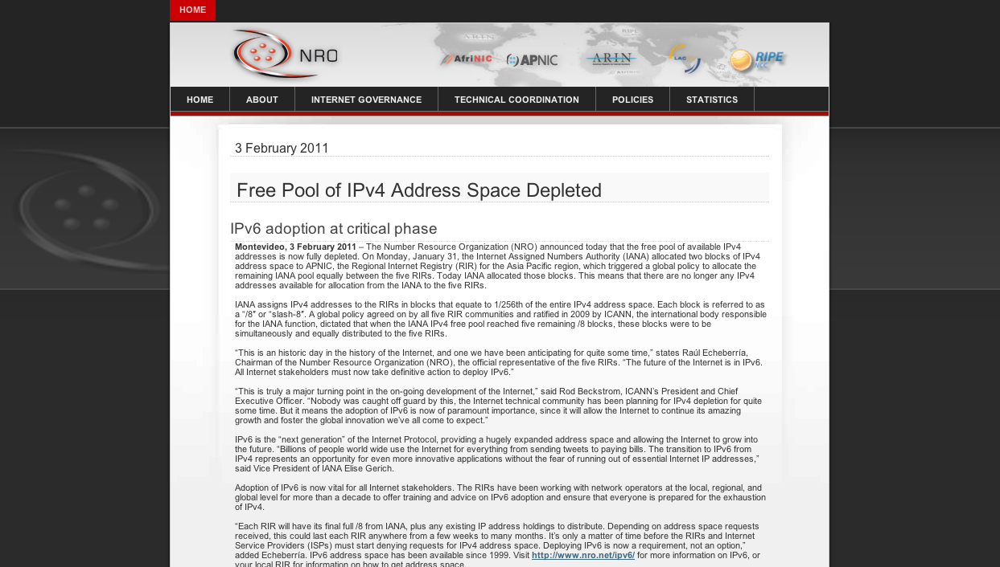 HOME
NRO
ARIN
RIPE
AfriNIC
APNIC
ARIN
LAC
RIPE
NCC
HOME
ABOUT
INTERNET GOVERNANCE
TECHNICAL COORDINATION
POLICIES
STATISTICS
3 February 2011
Free Pool of IPv4 Address Space Depleted
IPv6 adoption at critical phase
Montevideo, 3 February 2011 – The Number Resource Organization (NRO) announced today that the free pool of available IPv4
addresses is now fully depleted. On Monday, January 31, the Internet Assigned Numbers Authority (IANA) allocated two blocks of IPv4
address space to APNIC, the Regional Internet Registry (RIR) for the Asia Pacific region, which triggered a global policy to allocate the
remaining IANA pool equally between the five RIRs. Today IANA allocated those blocks. This means that there are no longer any IPv4
addresses available for allocation from the IANA to the five RIRs.
IANA assigns IPv4 addresses to the RIRs in blocks that equate to 1/256th of the entire IPv4 address space. Each block is referred to as
a “/8″ or “slash-8″. A global policy agreed on by all five RIR communities and ratified in 2009 by ICANN, the international body responsible
for the IANA function, dictated that when the IANA IPv4 free pool reached five remaining /8 blocks, these blocks were to be
simultaneously and equally distributed to the five RIRs.
“This is an historic day in the history of the Internet, and one we have been anticipating for quite some time,” states Raúl Echeberría,
Chairman of the Number Resource Organization (NRO), the official representative of the five RIRs. “The future of the Internet is in IPv6.
All Internet stakeholders must now take definitive action to deploy IPv6.”
“This is truly a major turning point in the on-going development of the Internet,” said Rod Beckstrom, ICANN’s President and Chief
Executive Officer. “Nobody was caught off guard by this, the Internet technical community has been planning for IPv4 depletion for quite
some time. But it means the adoption of IPv6 is now of paramount importance, since it will allow the Internet to continue its amazing
growth and foster the global innovation we’ve all come to expect.”
IPv6 is the “next generation” of the Internet Protocol, providing a hugely expanded address space and allowing the Internet to grow into
the future. “Billions of people world wide use the Internet for everything from sending tweets to paying bills. The transition to IPv6 from
IPv4 represents an opportunity for even more innovative applications without the fear of running out of essential Internet IP addresses,”
said Vice President of IANA Elise Gerich.
Adoption of IPv6 is now vital for all Internet stakeholders. The RIRs have been working with network operators at the local, regional, and
global level for more than a decade to offer training and advice on IPv6 adoption and ensure that everyone is prepared for the exhaustion
of IPv4.
“Each RIR will have its final full /8 from IANA, plus any existing IP address holdings to distribute. Depending on address space requests
received, this could last each RIR anywhere from a few weeks to many months. It’s only a matter of time before the RIRs and Internet
Service Providers (ISPs) must start denying requests for IPv4 address space. Deploying IPv6 is now a requirement, not an option,”
added Echeberría. IPv6 address space has been available since 1999. Visit http://www.nro.net/ipv6/ for more information on IPv6, or
your local RIR for information on how to get address space.